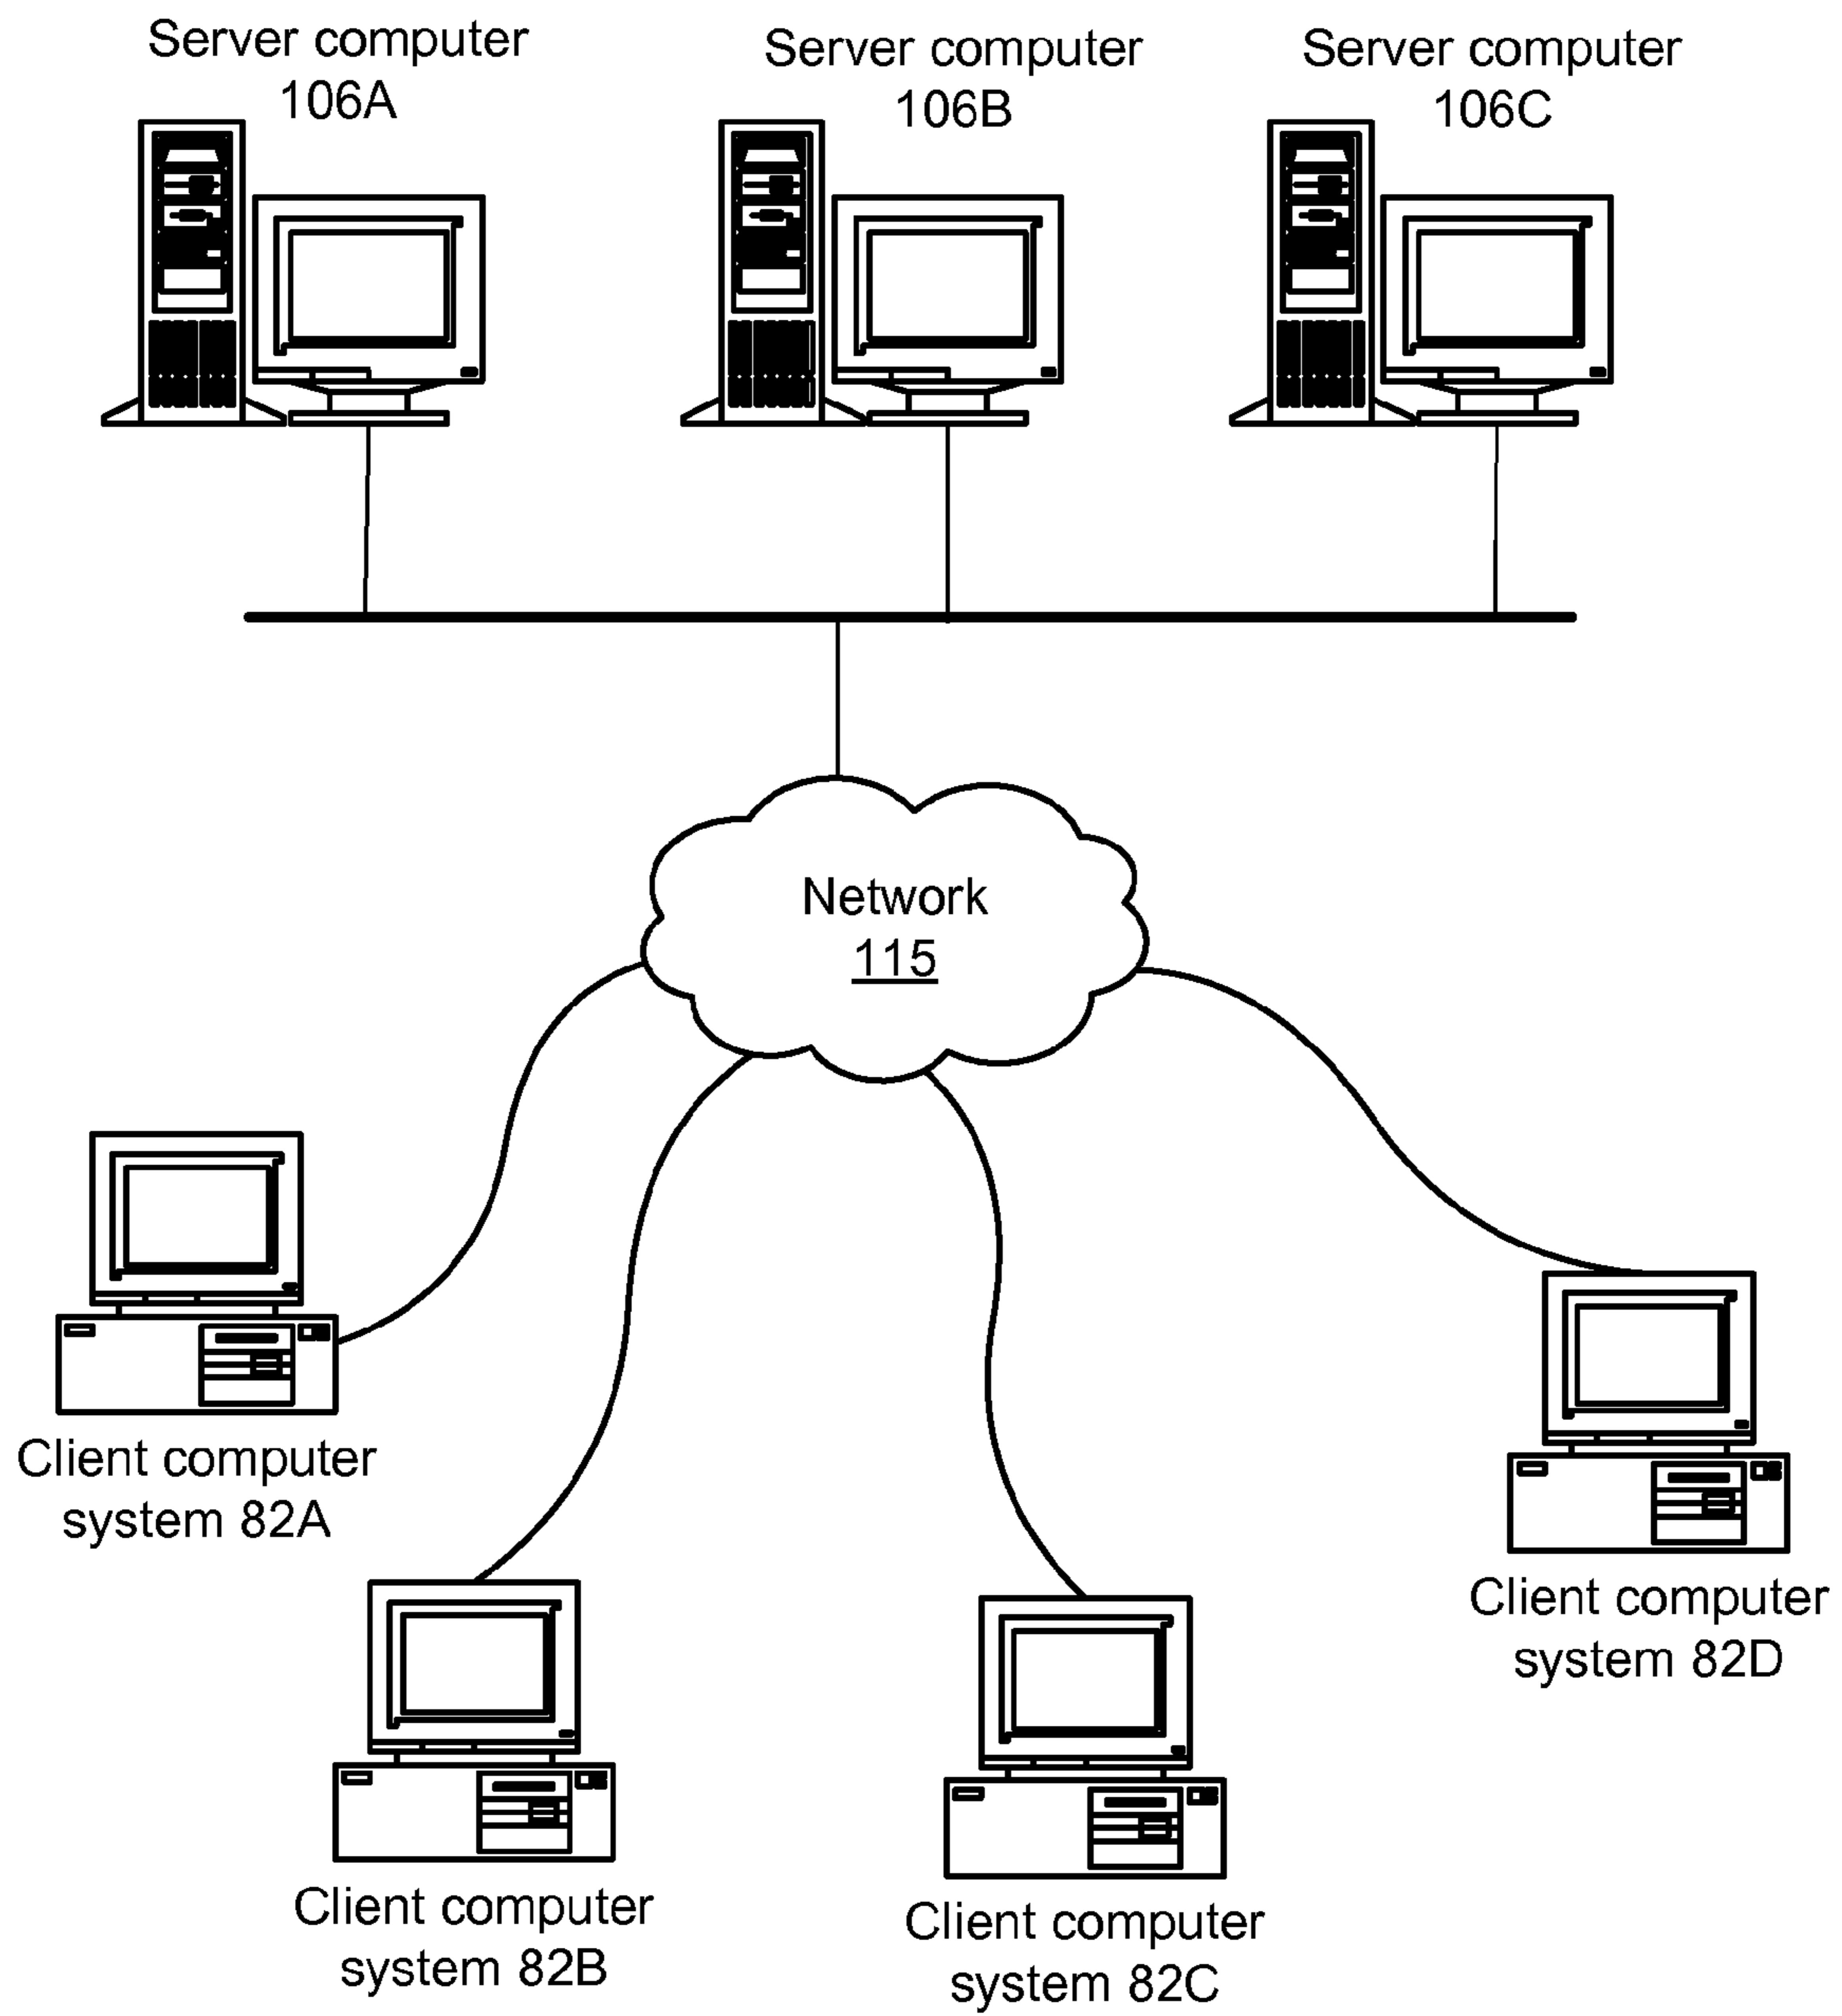 Server computer
106A
Server computer
106B
Server computer
106C
Network
115
Client computer
system 82A
Client computer
system 82B
Client computer
system 82C
Client computer
system 82D